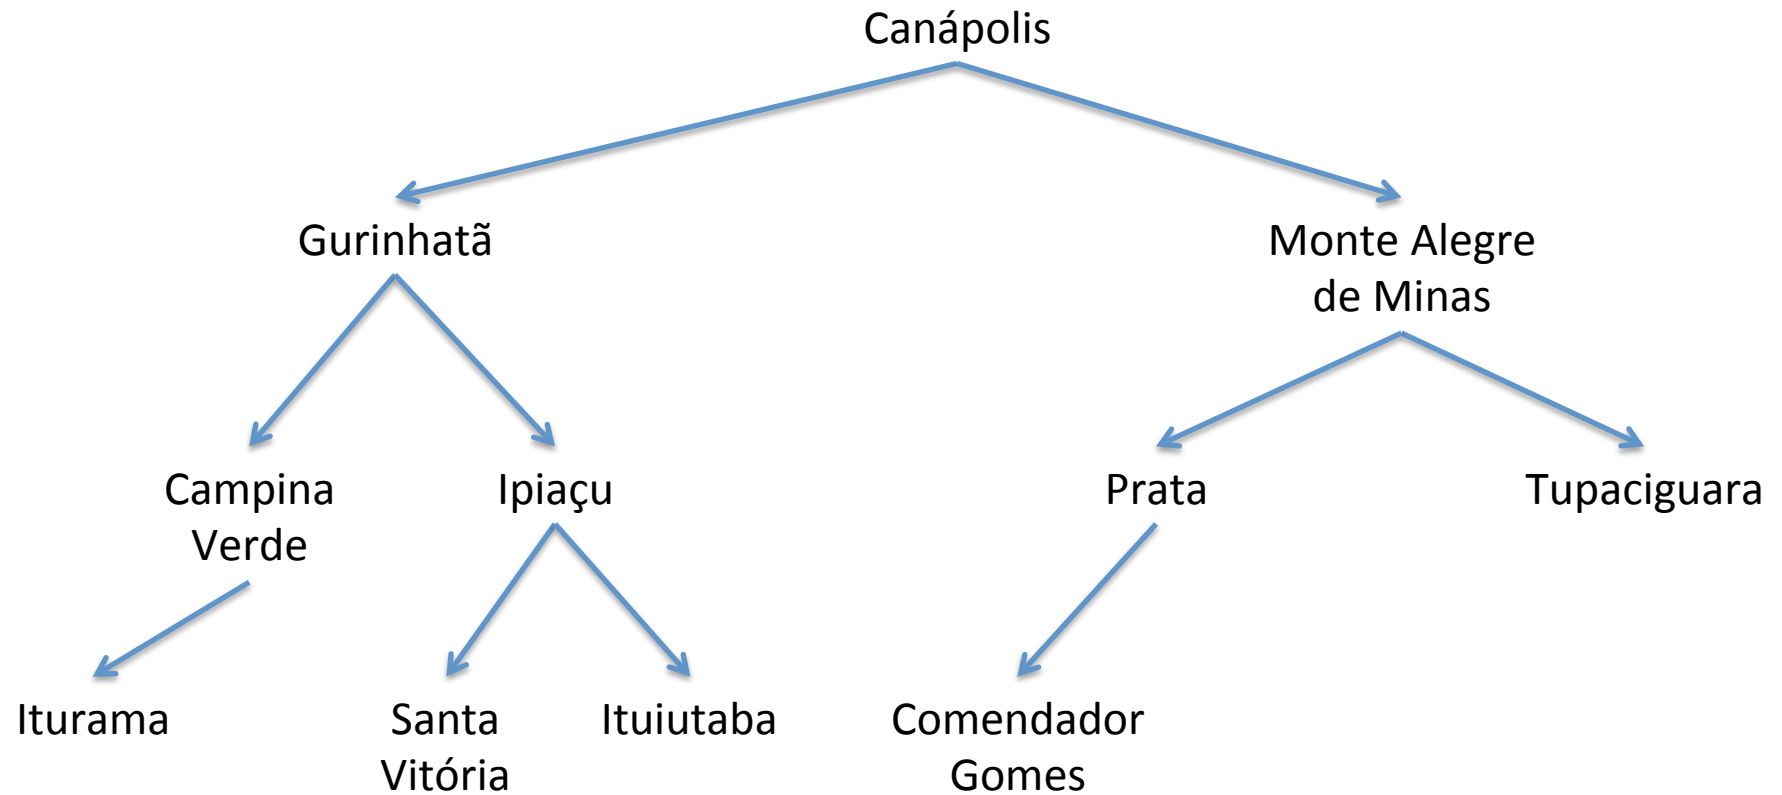 Canápolis
Gurinhatã
Monte Alegre
de Minas
Campina
Verde
Ipiaçu
Prata
Tupaciguara
Iturama
Santa
Vitória
Ituiutaba
Comendador
Gomes